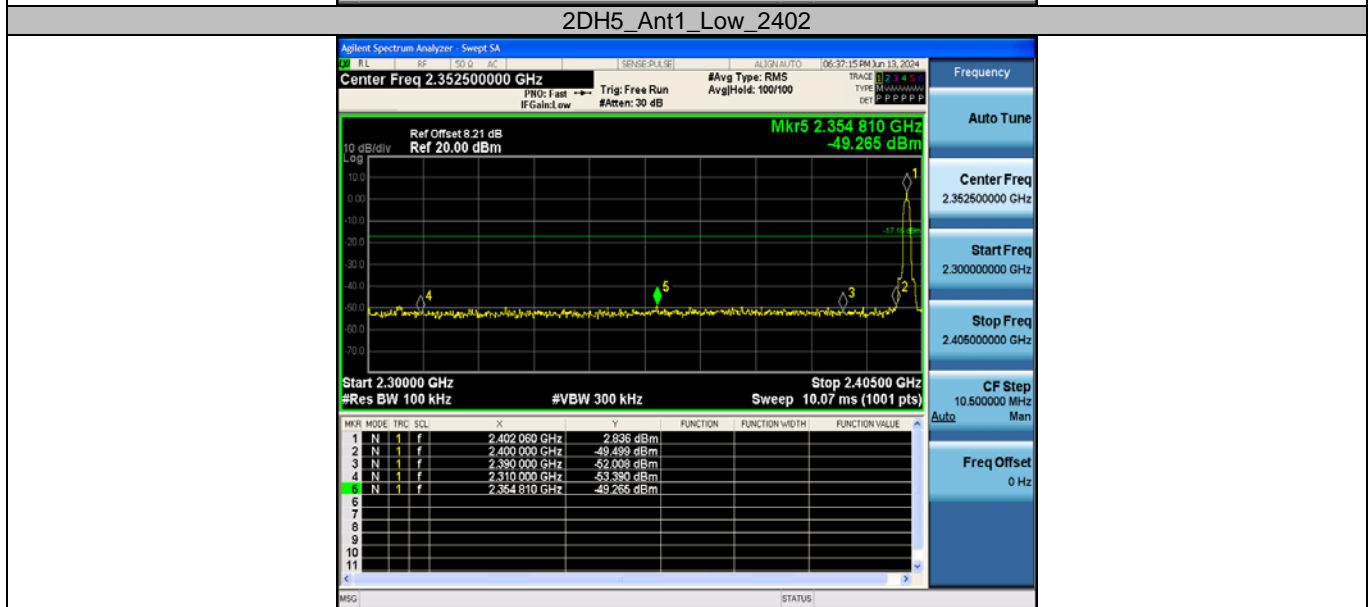 2DH5_Ant1_Low_2402
Agilent Spectrum Analyzer - Swept SA
RL RF 50 Ω AC SENSE:PULSE ALIGN AUTO 06:37:15 PM Jun 13, 2024
Center Freq 2.352500000 GHz
PNO: Fast
IFGain:Low
Trig: Free Run
#Atten: 30 dB
#Avg Type: RMS
Avg|Hold: 100/100
TRACE 1 2 3 4 5 6
TYPE M
DET P P P P P P
Mkr5 2.354 810 GHz
-49.265 dBm
Ref Offset 8.21 dB
10 dB/div Ref 20.00 dBm
Log
10.0
0.00
-10.0
-20.0
-30.0
-40.0
-50.0
-60.0
-70.0
1
-17.16 dBm
5
4
3
2
Start 2.30000 GHz Stop 2.40500 GHz
#Res BW 100 kHz #VBW 300 kHz Sweep 10.07 ms (1001 pts)
MKR MODE TRC SCL X Y FUNCTION FUNCTION WIDTH FUNCTION VALUE
1 N 1 f 2.402 060 GHz 2.836 dBm
2 N 1 f 2.400 000 GHz -49.499 dBm
3 N 1 f 2.390 000 GHz -52.008 dBm
4 N 1 f 2.310 000 GHz -53.390 dBm
5 N 1 f 2.354 810 GHz -49.265 dBm
6
7
8
9
10
11
MSG STATUS
Frequency
Auto Tune
Center Freq
2.352500000 GHz
Start Freq
2.300000000 GHz
Stop Freq
2.405000000 GHz
CF Step
10.500000 MHz
Auto Man
Freq Offset
0 Hz